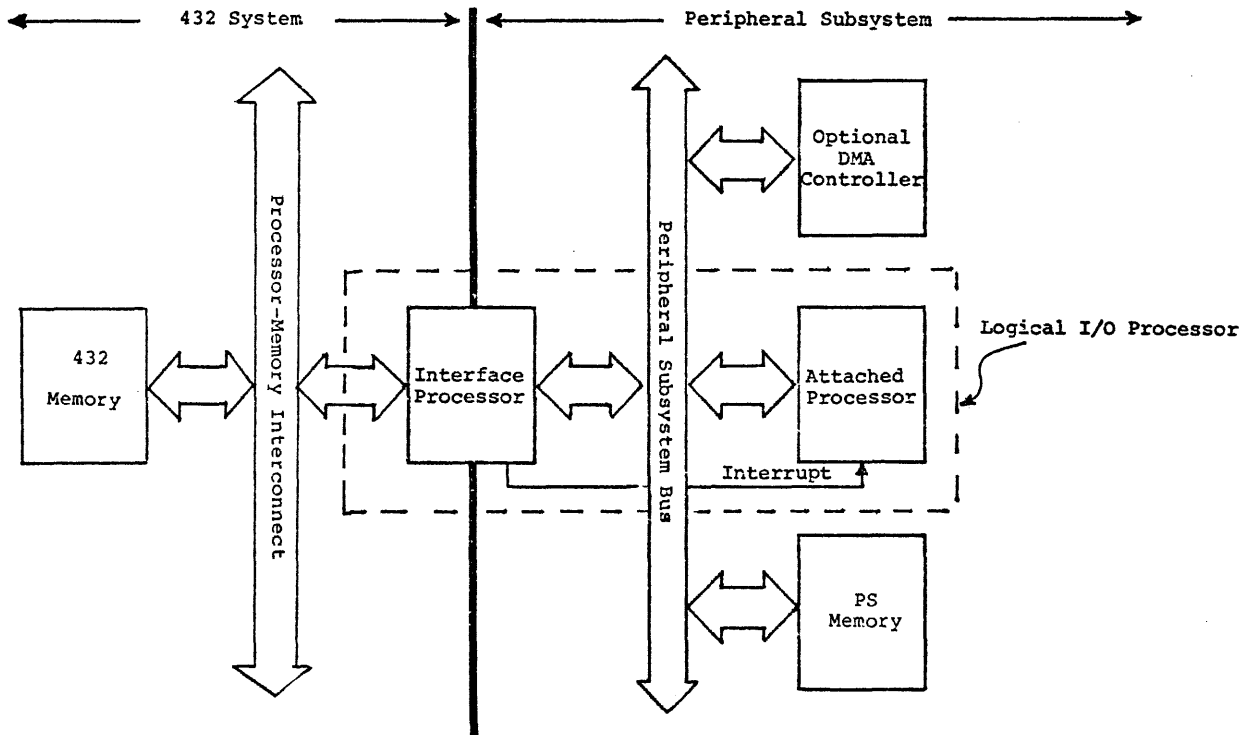 432 System
Peripheral Subsystem
Optional
DMA
Controller
Processor-Memory Interconnect
Peripheral Subsystem Bus
Logical I/O Processor
432
Memory
Interface
Processor
Attached
Processor
Interrupt
PS
Memory